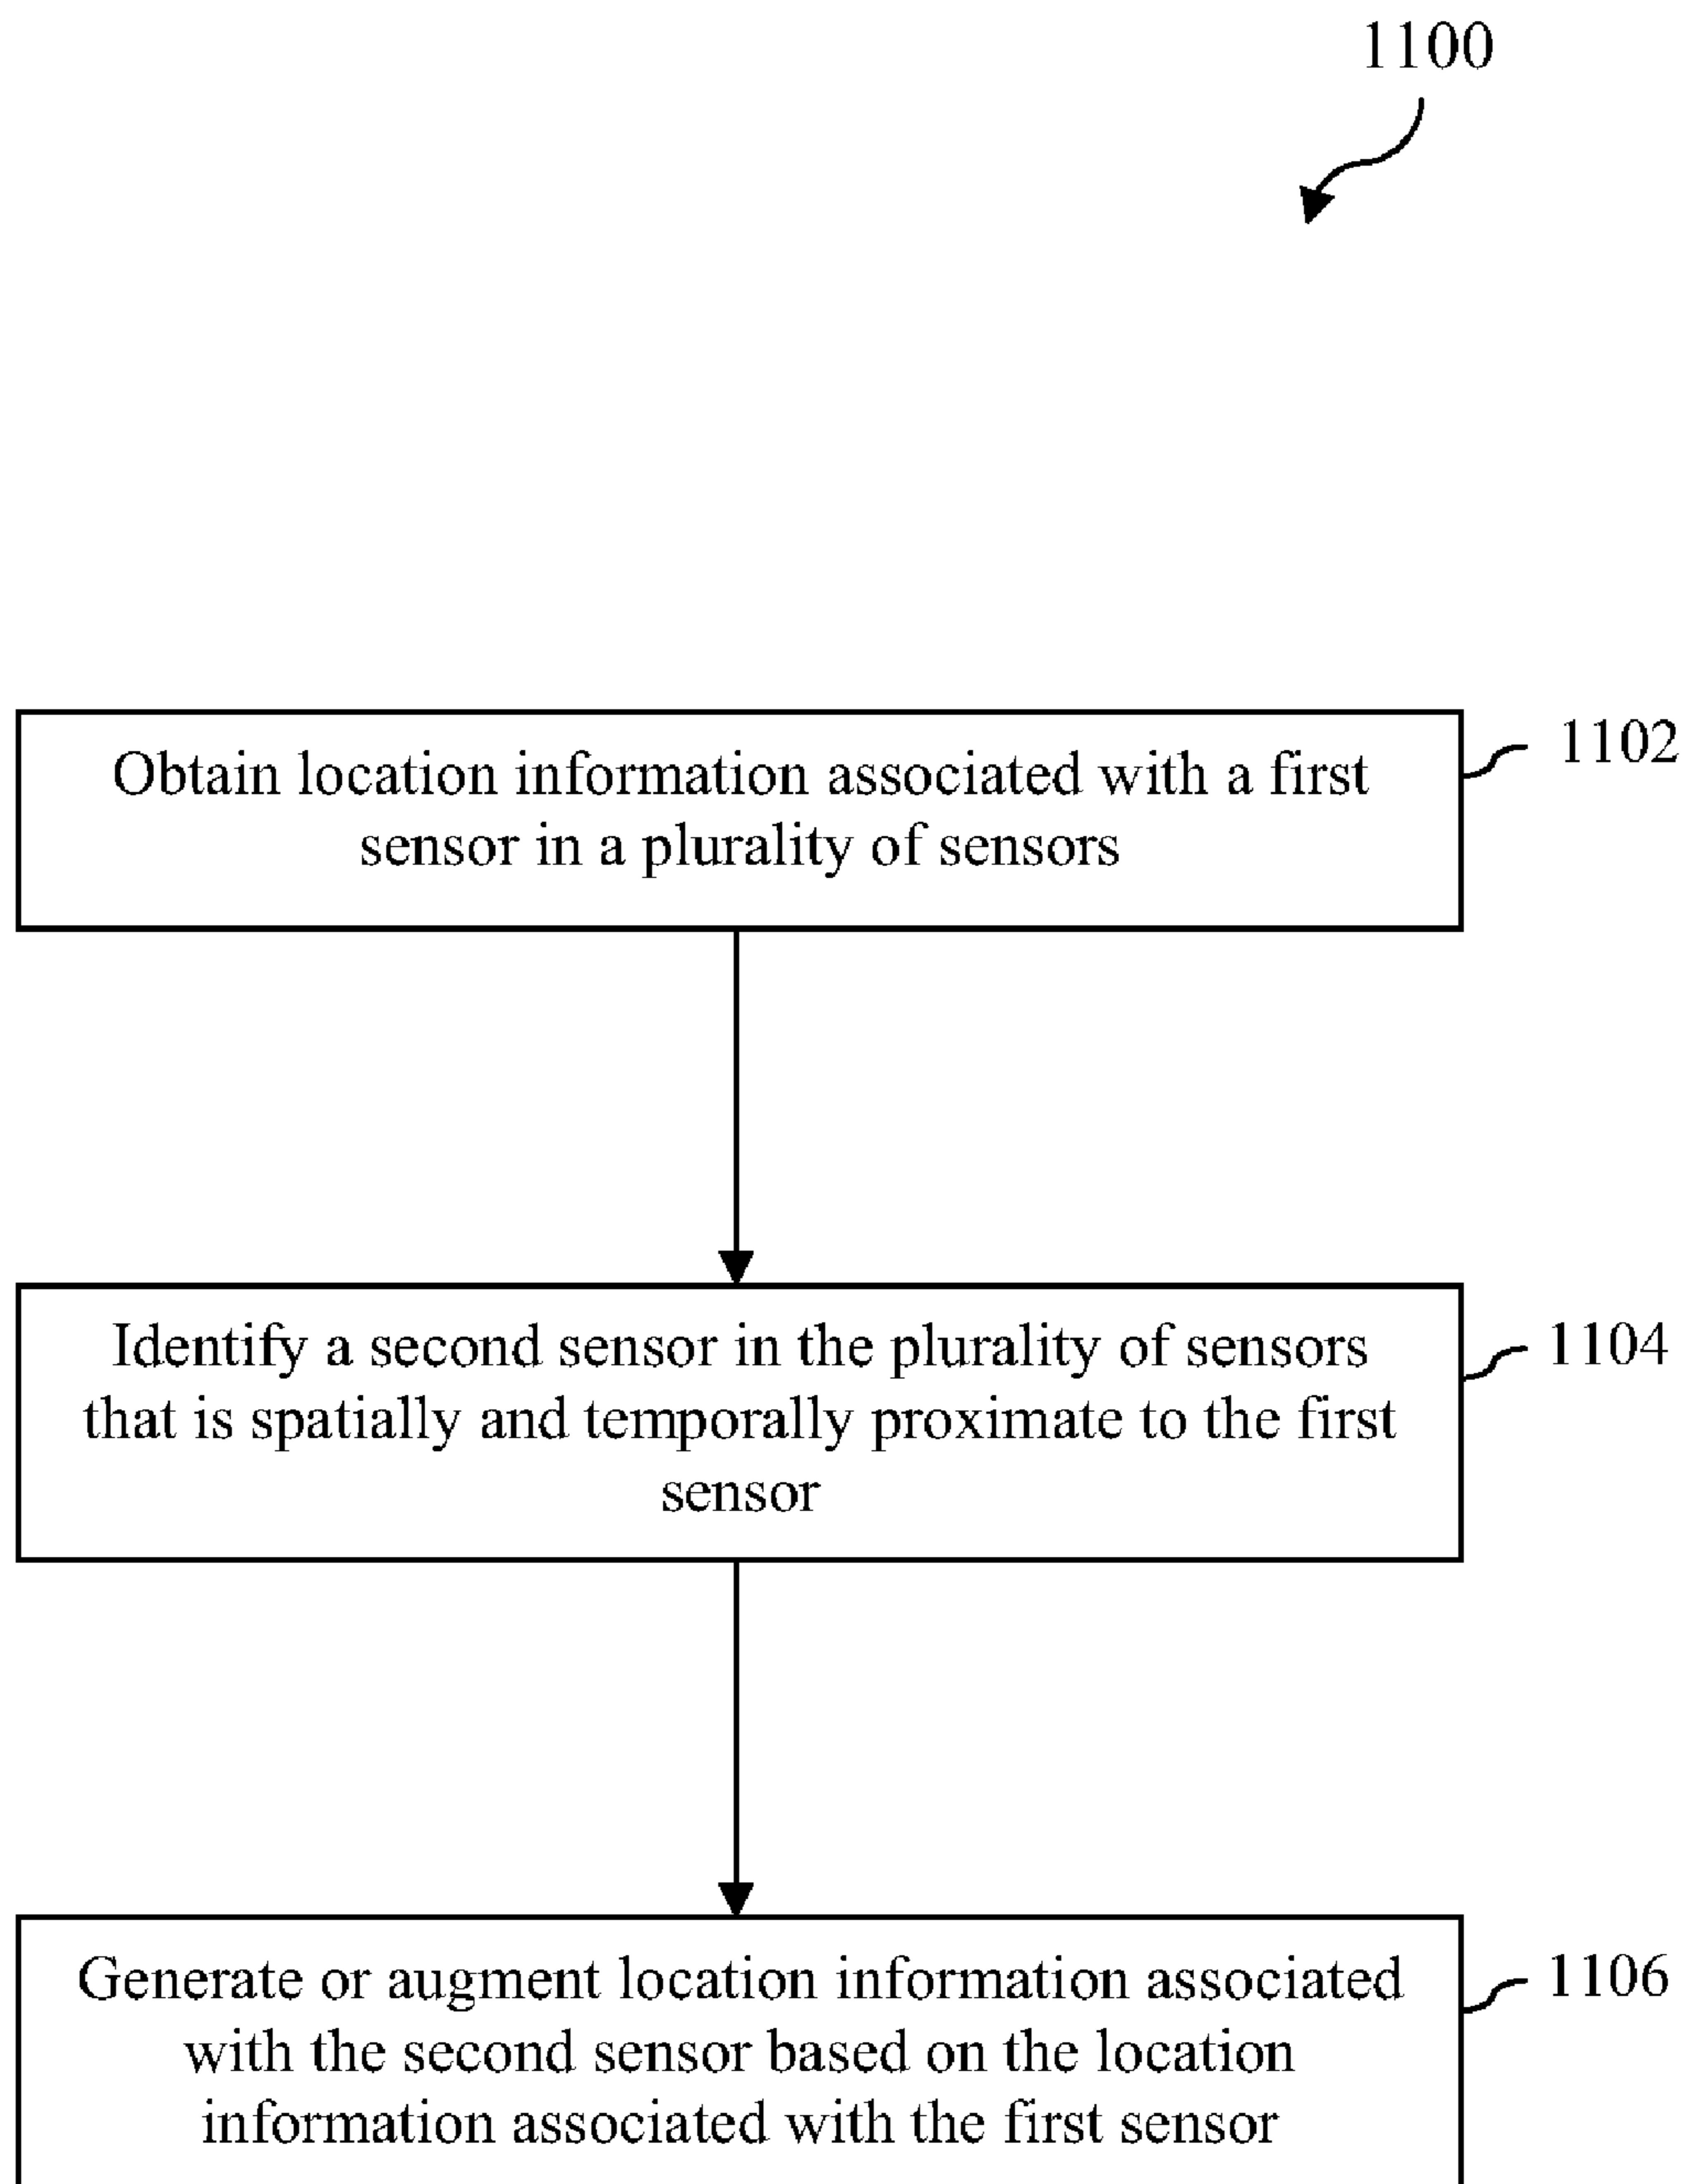 1100
Obtain location information associated with a first
sensor in a plurality of sensors
1102
Identify a second sensor in the plurality of sensors
that is spatially and temporally proximate to the first
sensor
1104
Generate or augment location information associated
with the second sensor based on the location
information associated with the first sensor
1106